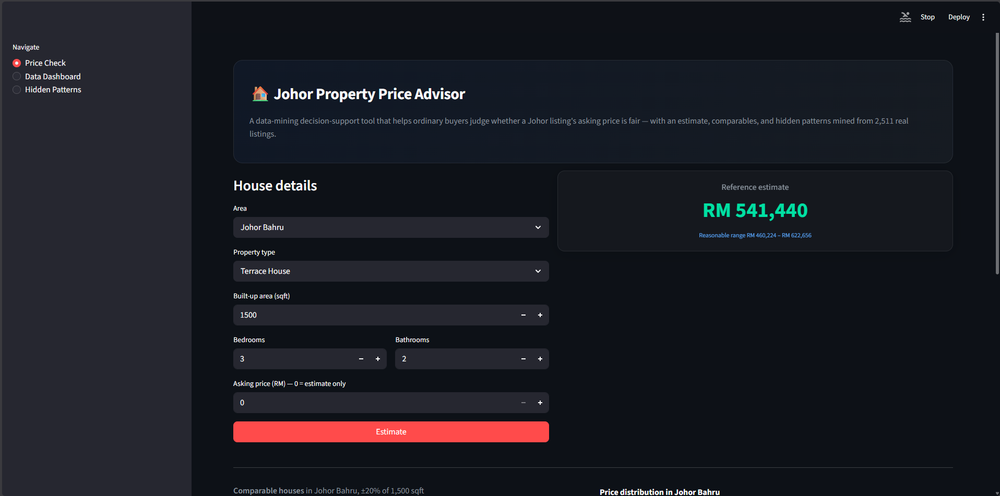 Stop
Deploy
Navigate
Price Check
Data Dashboard
Hidden Patterns
Johor Property Price Advisor
A data-mining decision-support tool that helps ordinary buyers judge whether a Johor listing's asking price is fair — with an estimate, comparables, and hidden patterns mined from 2,511 real
listings.
House details
Area
Johor Bahru
Property type
Terrace House
Built-up area (sqft)
1500
Bedrooms
Bathrooms
3
2
Asking price (RM) — 0 = estimate only
0
Estimate
Reference estimate
RM 541,440
Reasonable range RM 460,224 – RM 622,656
Comparable houses in Johor Bahru, ±20% of 1,500 sqft
Price distribution in Johor Bahru